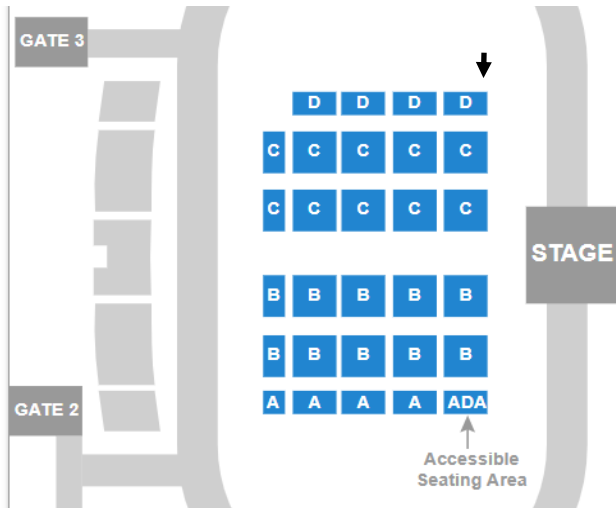 GATE 3
D D D D
C C C C C
C C C C C
STAGE
B B B B B
B B B B B
A A A A ADA
GATE 2
Accessible
Seating Area